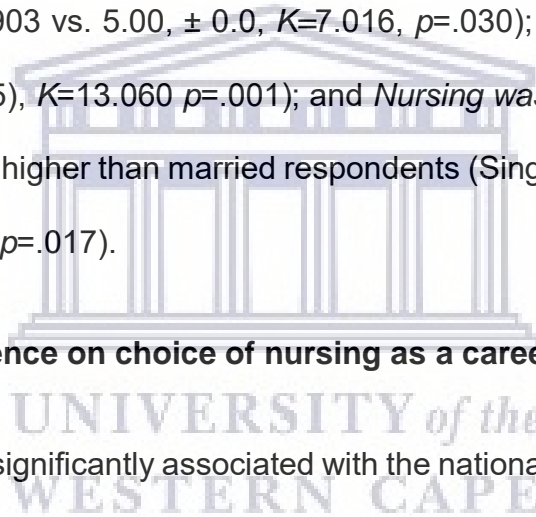 903 vs. 5.00, ± 0.0, K=7.016, p=.030);
5), K=13.060 p=.001); and Nursing was
higher than married respondents (Sing
p=.017).
ence on choice of nursing as a caree
UNIVERSITY of the
significantly associated with the nationa
WESTERN CAPE